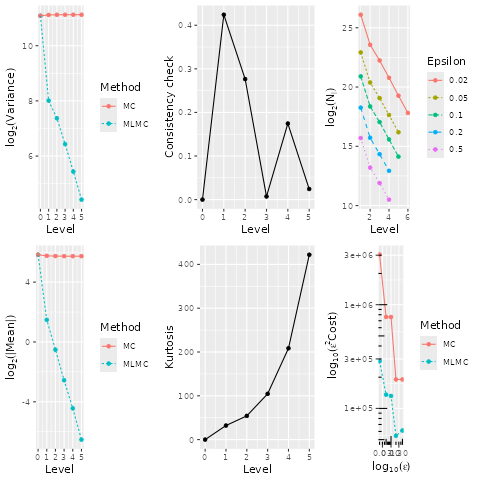 log₂(Variance)
10
8
6
0 1 2 3 4 5
Level
Method
MC
MLMC
Consistency check
0.4
0.3
0.2
0.1
0.0
0 1 2 3 4 5
Level
log₂(Nₗ)
2.5
2.0
1.5
1.0
2 4 6
Level
Epsilon
0.02
0.05
0.1
0.2
0.5
log₂(|Mean|)
4
0
-4
0 1 2 3 4 5
Level
Method
MC
MLMC
Kurtosis
400
300
200
100
0
0 1 2 3 4 5
Level
log₁₀(ε²Cost)
3e+06
1e+06
3e+05
1e+05
log₁₀(ε)
Method
MC
MLMC